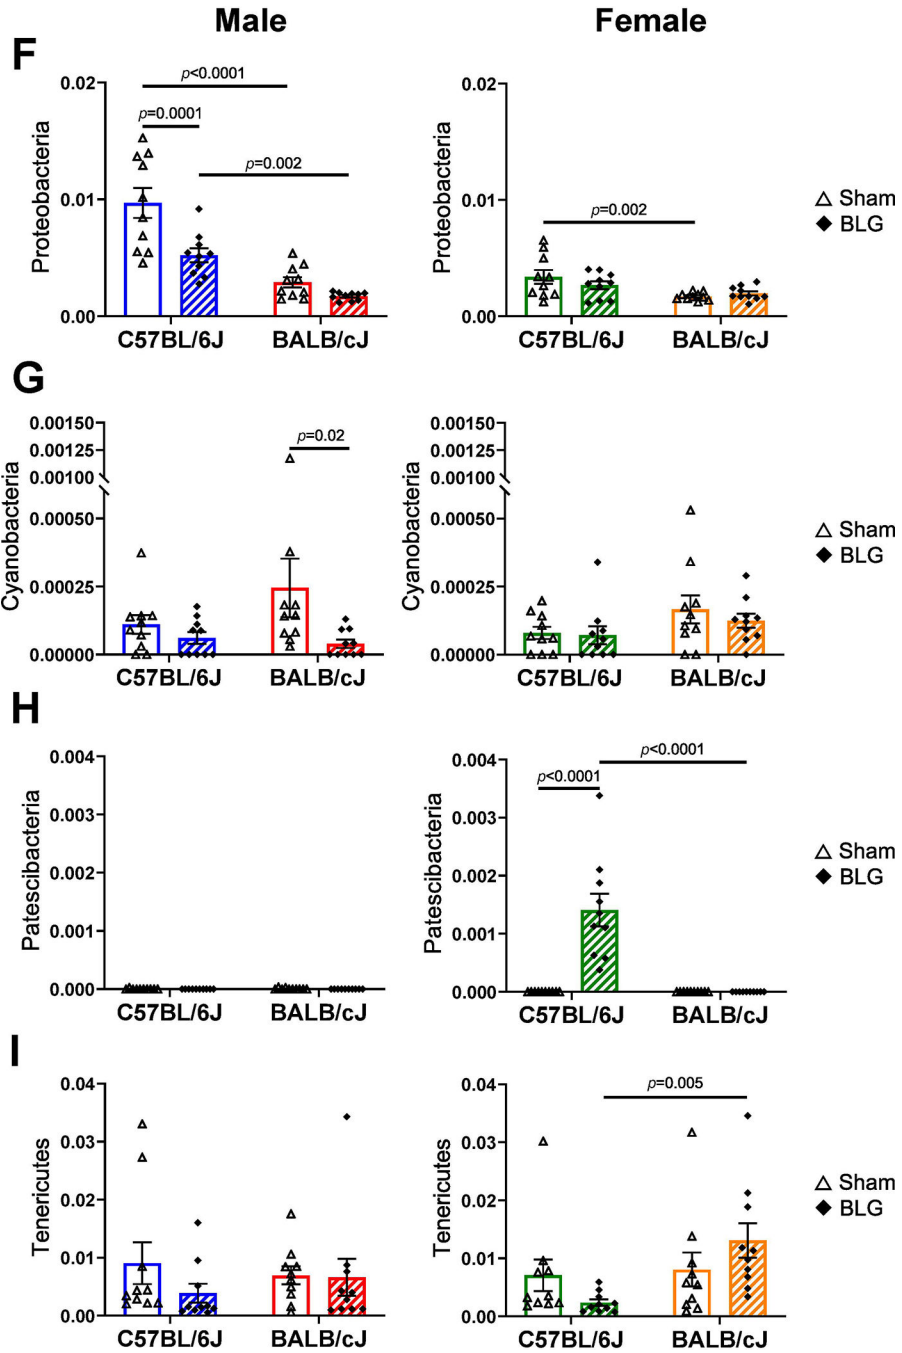 Male Female
F
Proteobacteria
0.02
0.01
0.00
p<0.0001
p=0.0001
p=0.002
C57BL/6J BALB/cJ
Proteobacteria
0.02
0.01
0.00
p=0.002
C57BL/6J BALB/cJ
Sham
BLG
G
Cyanobacteria
0.00150
0.00125
0.00100
0.00050
0.00025
0.00000
p=0.02
C57BL/6J BALB/cJ
Cyanobacteria
0.00150
0.00125
0.00100
0.00050
0.00025
0.00000
C57BL/6J BALB/cJ
Sham
BLG
H
Patescibacteria
0.004
0.003
0.002
0.001
0.000
C57BL/6J BALB/cJ
Patescibacteria
0.004
0.003
0.002
0.001
0.000
p<0.0001
p<0.0001
C57BL/6J BALB/cJ
Sham
BLG
I
Tenericutes
0.04
0.03
0.02
0.01
0.00
C57BL/6J BALB/cJ
Tenericutes
0.04
0.03
0.02
0.01
0.00
p=0.005
C57BL/6J BALB/cJ
Sham
BLG